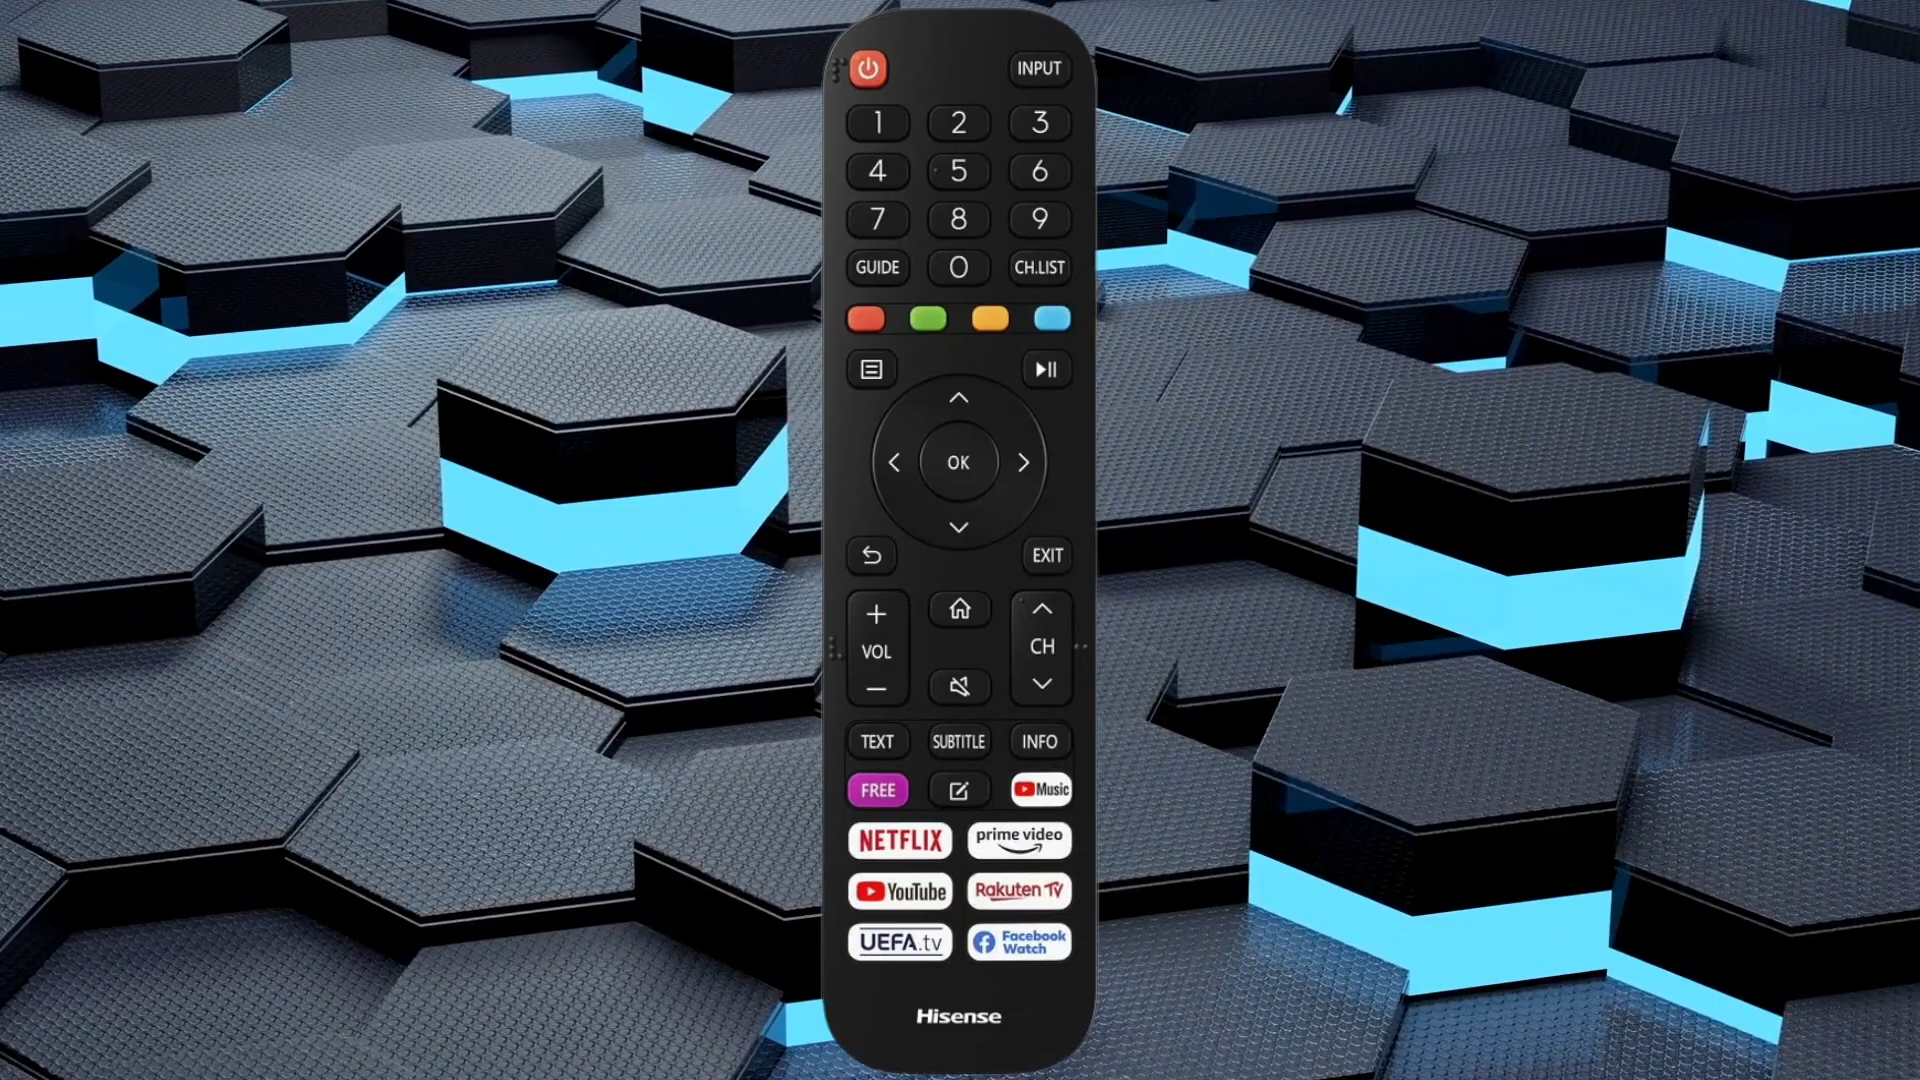 INPUT
1 2 3
4 5 6
7 8 9
GUIDE 0 CH.LIST
OK
EXIT
VOL CH
TEXT SUBTITLE INFO
FREE Music
NETFLIX prime video
YouTube Rakuten TV
UEFA.tv Facebook Watch
Hisense